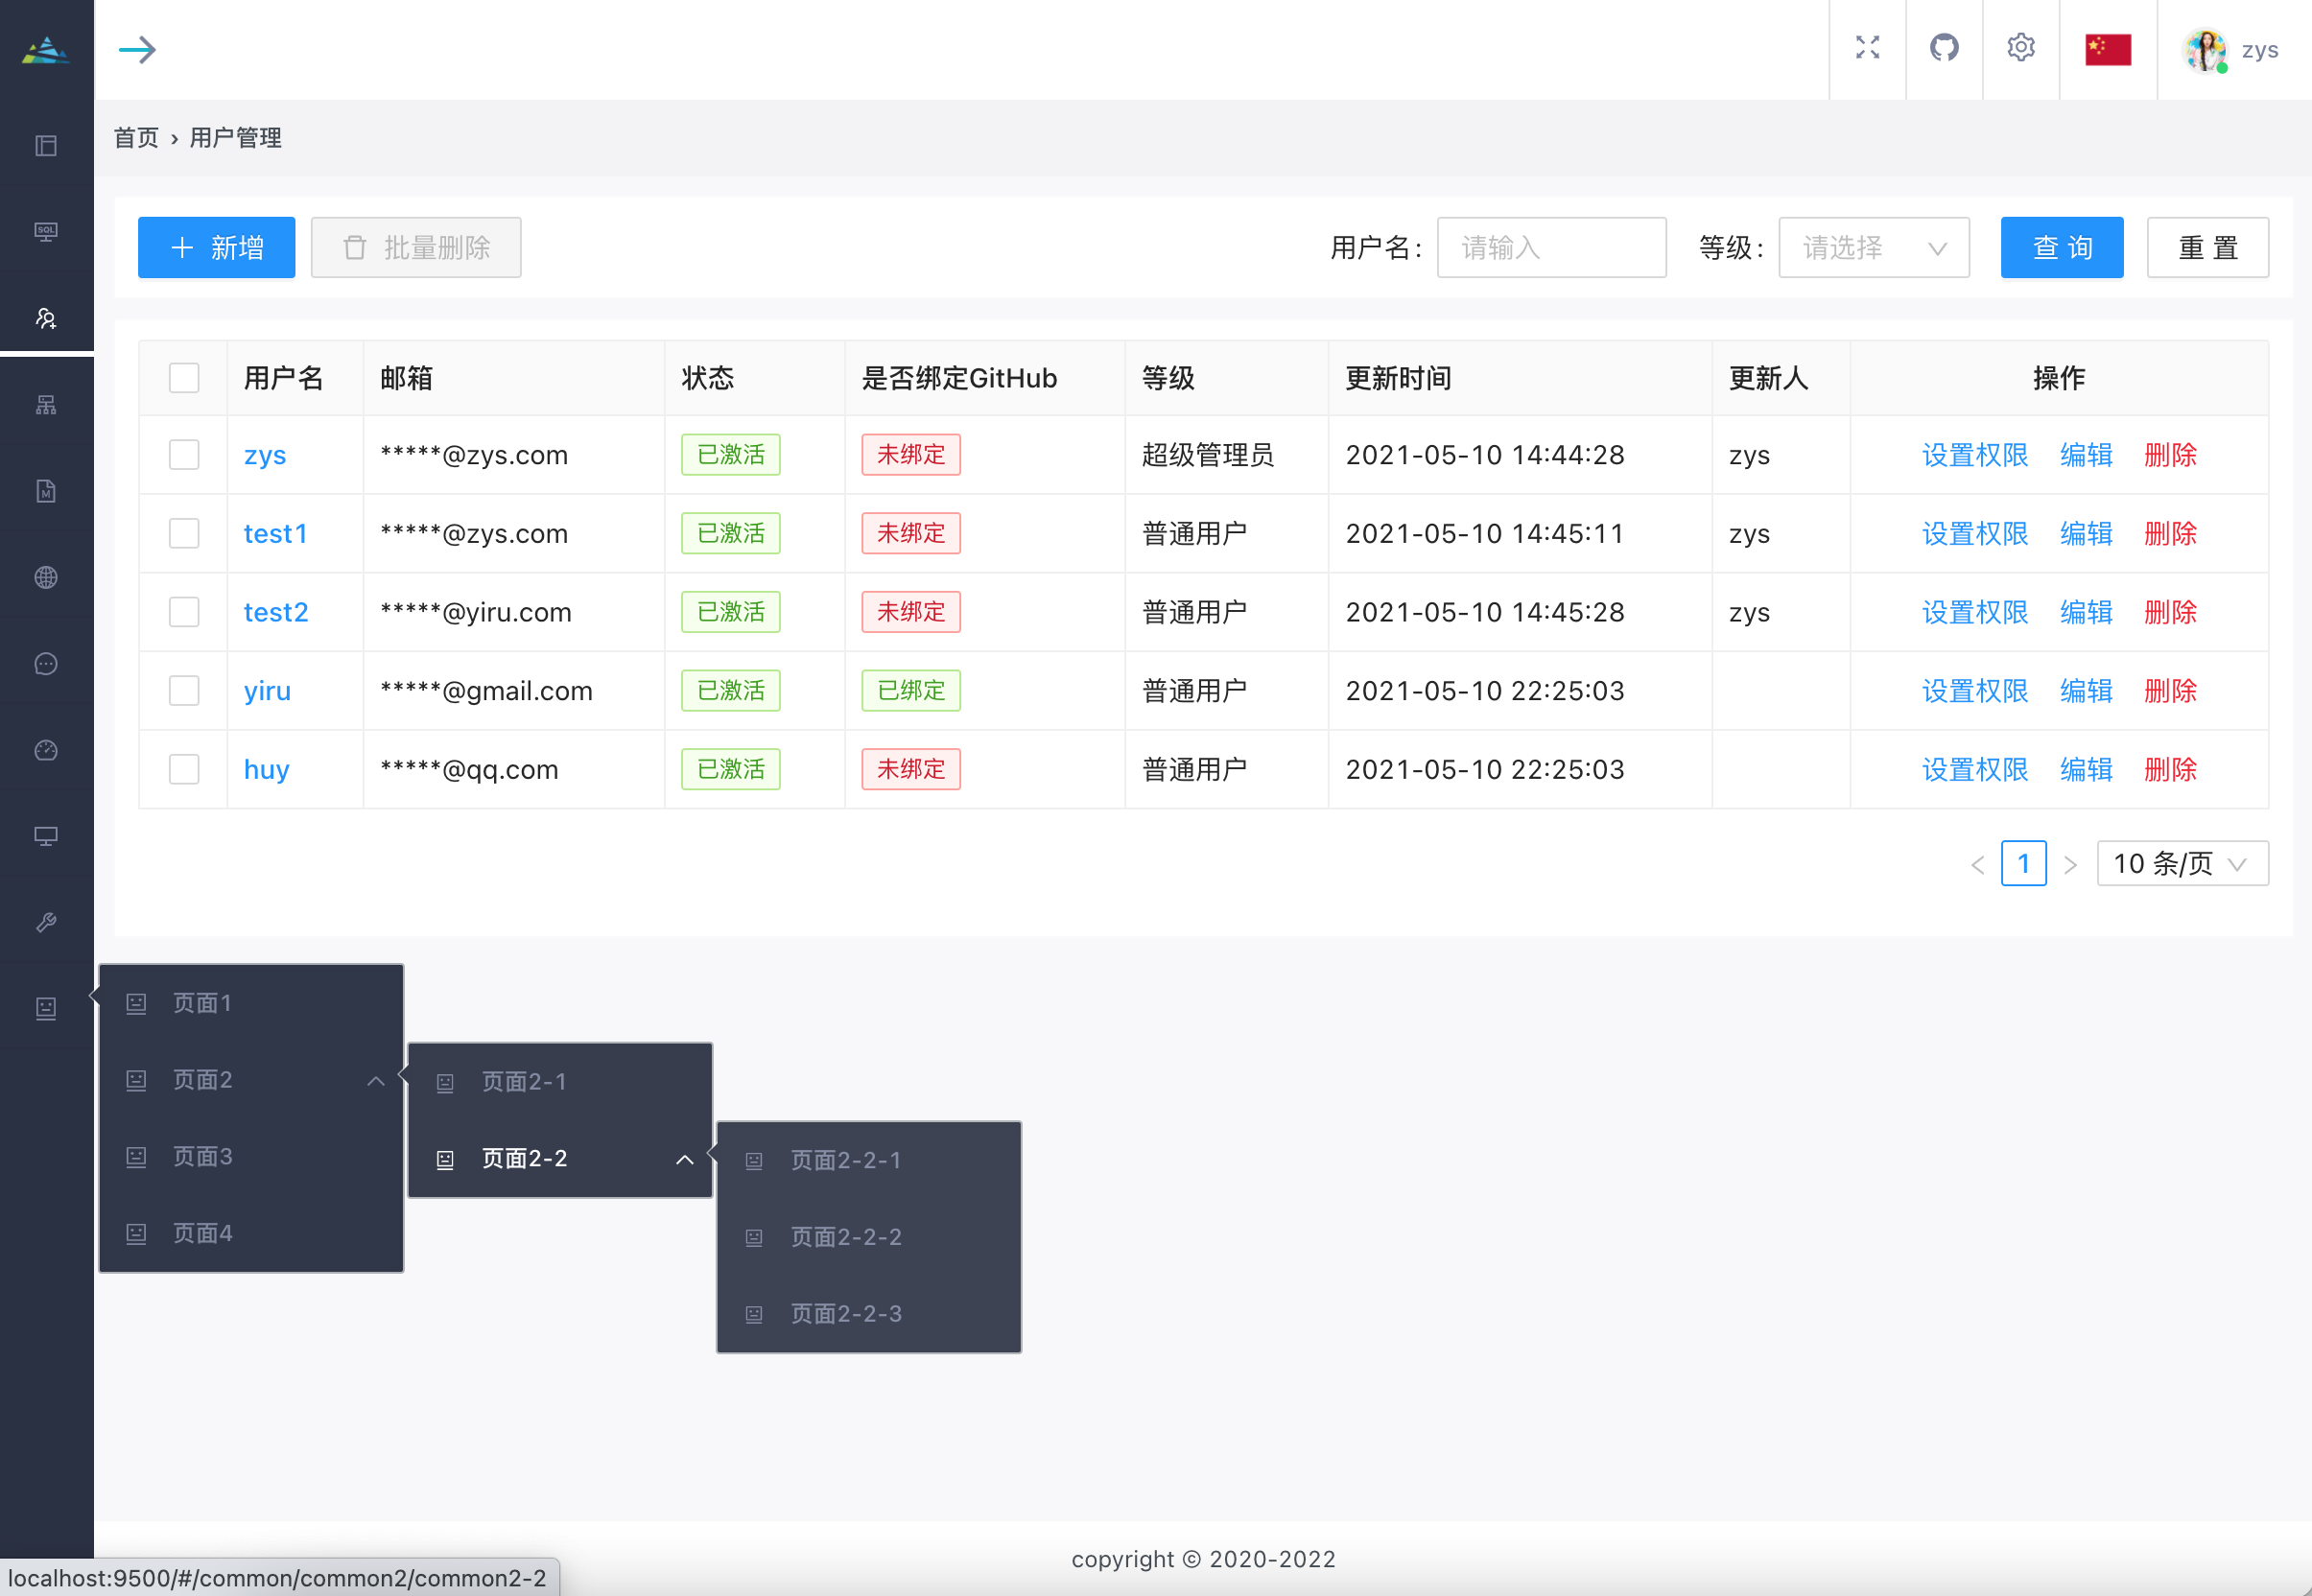 zys
首页 › 用户管理
新增 批量删除 用户名： 请输入 等级： 请选择 查 询 重 置
用户名 邮箱 状态 是否绑定GitHub 等级 更新时间 更新人 操作
zys *****@zys.com 已激活 未绑定 超级管理员 2021-05-10 14:44:28 zys 设置权限 编辑 删除
test1 *****@zys.com 已激活 未绑定 普通用户 2021-05-10 14:45:11 zys 设置权限 编辑 删除
test2 *****@yiru.com 已激活 未绑定 普通用户 2021-05-10 14:45:28 zys 设置权限 编辑 删除
yiru *****@gmail.com 已激活 已绑定 普通用户 2021-05-10 22:25:03 设置权限 编辑 删除
huy *****@qq.com 已激活 未绑定 普通用户 2021-05-10 22:25:03 设置权限 编辑 删除
1 10 条/页
页面1
页面2
页面3
页面4
页面2-1
页面2-2
页面2-2-1
页面2-2-2
页面2-2-3
copyright © 2020-2022
localhost:9500/#/common/common2/common2-2
SQL
M